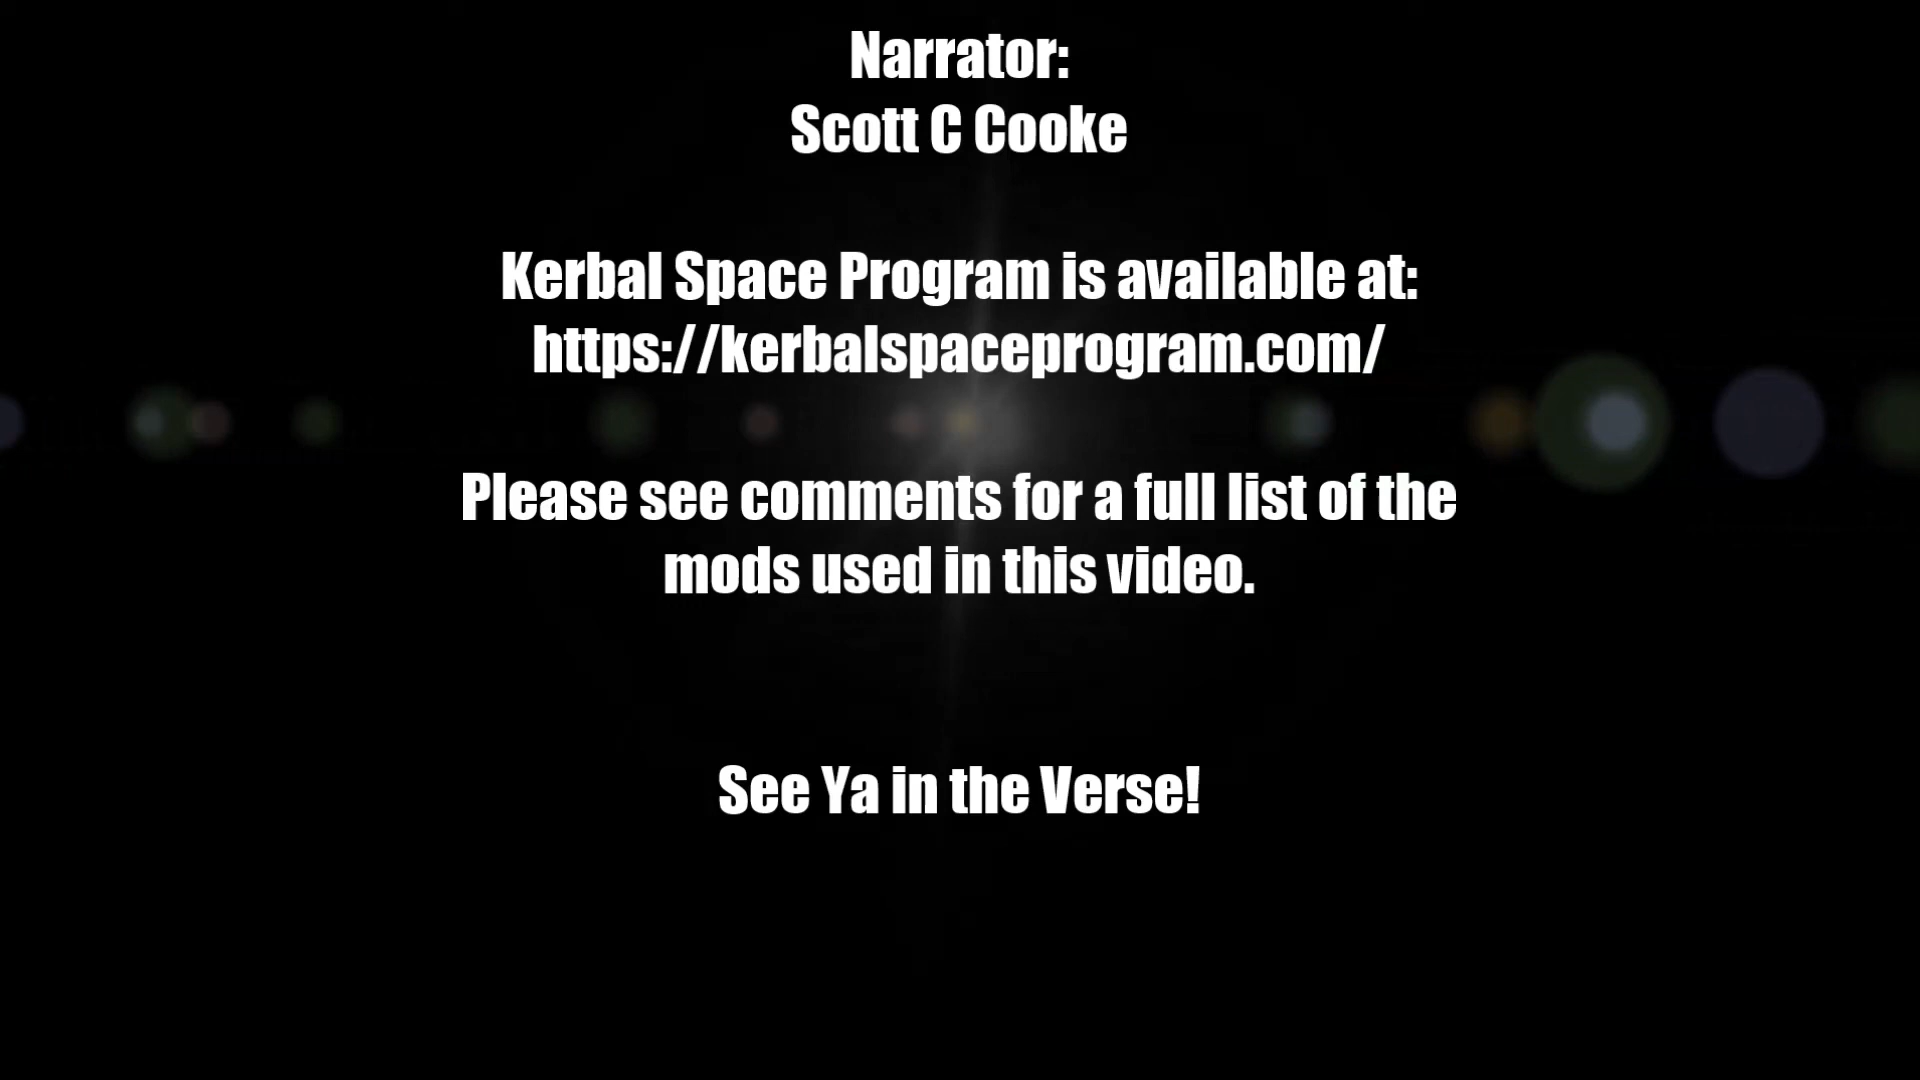 Narrator:
Scott C Cooke
Kerbal Space Program is available at:
https://kerbalspaceprogram.com/
Please see comments for a full list of the
mods used in this video.
See Ya in the Verse!